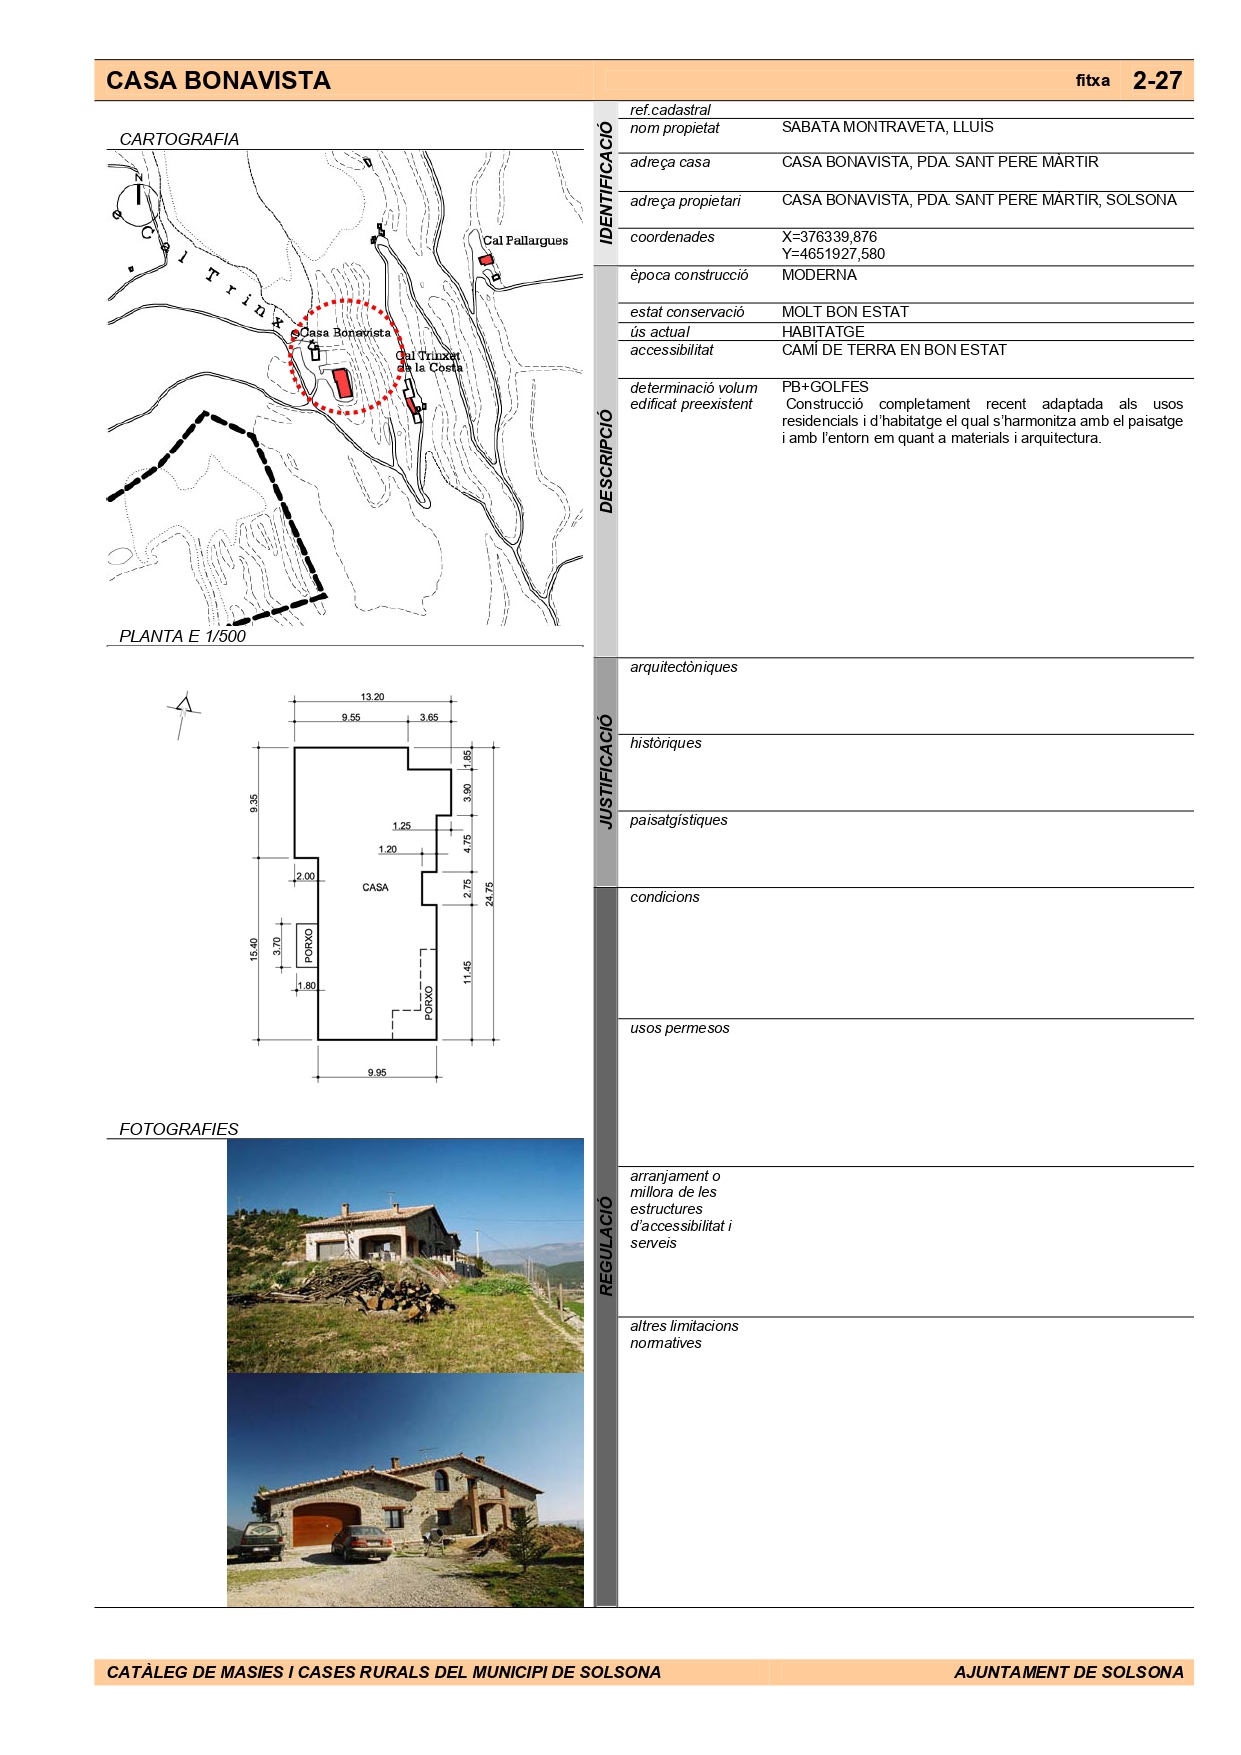 CASA BONAVISTA
fitxa 2-27
CARTOGRAFIA
N
e Cal Trinx
Cal Pallargues
Casa Bonavista
Cal Trinxet
de la Costa
PLANTA E 1/500
13.20
9.55 3.65
1.85
3.90
9.35
1.25
4.75
1.20
2.00
CASA
2.75
24.75
15.40
3.70
PORXO
1.80
11.45
PORXO
9.95
FOTOGRAFIES
IDENTIFICACIÓ
ref.cadastral
nom propietat SABATA MONTRAVETA, LLUÍS
adreça casa CASA BONAVISTA, PDA. SANT PERE MÀRTIR
adreça propietari CASA BONAVISTA, PDA. SANT PERE MÀRTIR, SOLSONA
coordenades X=376339,876
Y=4651927,580
DESCRIPCIÓ
època construcció MODERNA
estat conservació MOLT BON ESTAT
ús actual HABITATGE
accessibilitat CAMÍ DE TERRA EN BON ESTAT
determinació volum PB+GOLFES
edificat preexistent Construcció completament recent adaptada als usos
residencials i d’habitatge el qual s’harmonitza amb el paisatge
i amb l’entorn em quant a materials i arquitectura.
JUSTIFICACIÓ
arquitectòniques
històriques
paisatgístiques
REGULACIÓ
condicions
usos permesos
arranjament o
millora de les
estructures
d’accessibilitat i
serveis
altres limitacions
normatives
CATÀLEG DE MASIES I CASES RURALS DEL MUNICIPI DE SOLSONA
AJUNTAMENT DE SOLSONA